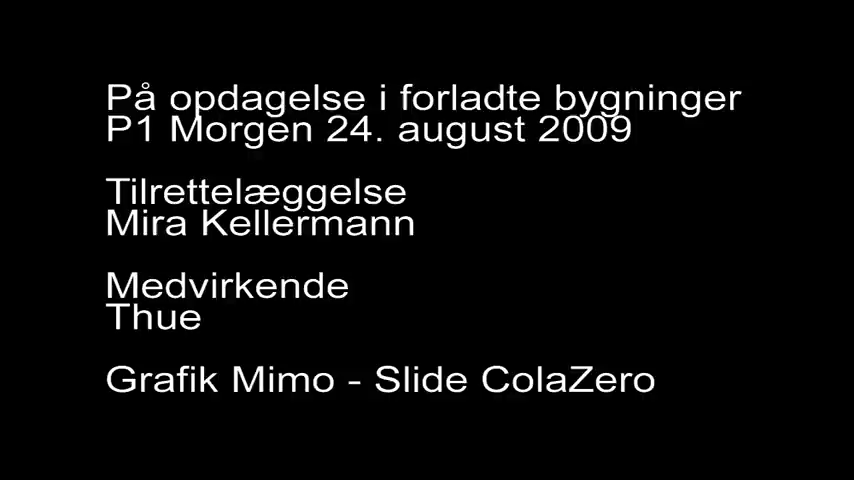 På opdagelse i forladte bygninger
P1 Morgen 24. august 2009
Tilrettelæggelse
Mira Kellermann
Medvirkende
Thue
Grafik Mimo - Slide ColaZero